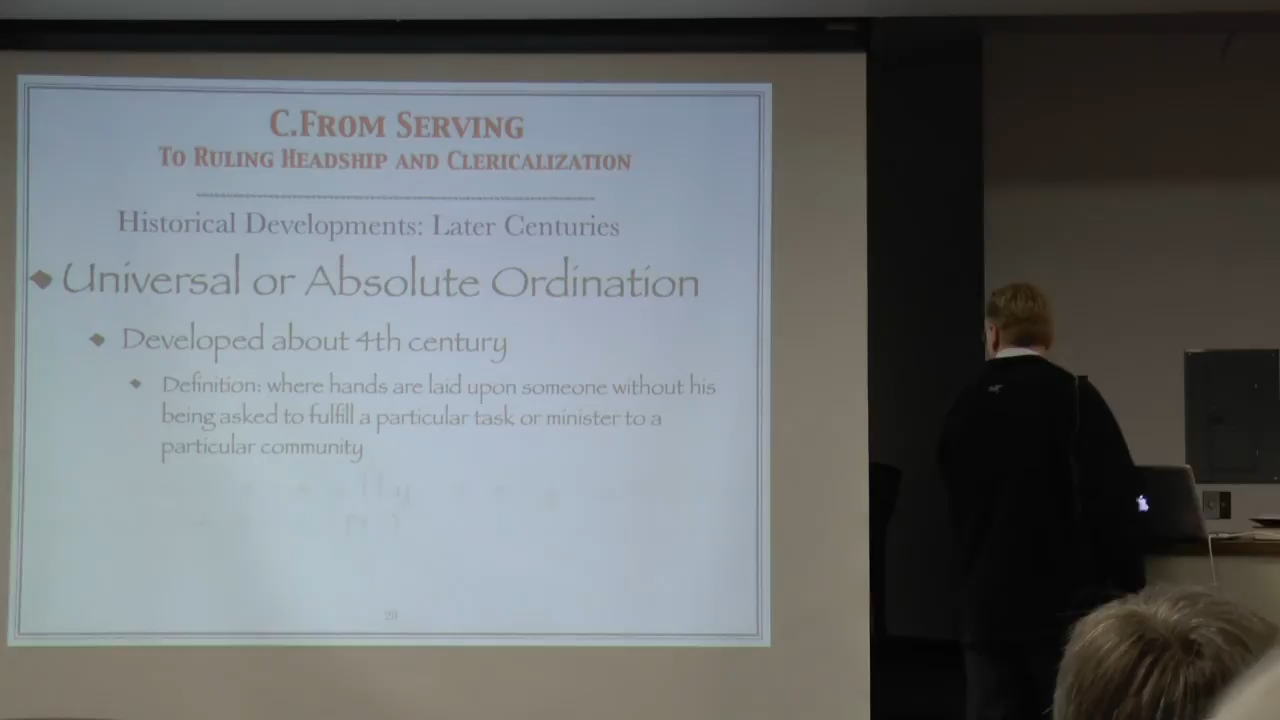 C.From Serving
To Ruling Headship and Clericalization
Historical Developments: Later Centuries
Universal or Absolute Ordination
Developed about 4th century
Definition: where hands are laid upon someone without his
being asked to fulfill a particular task or minister to a
particular community